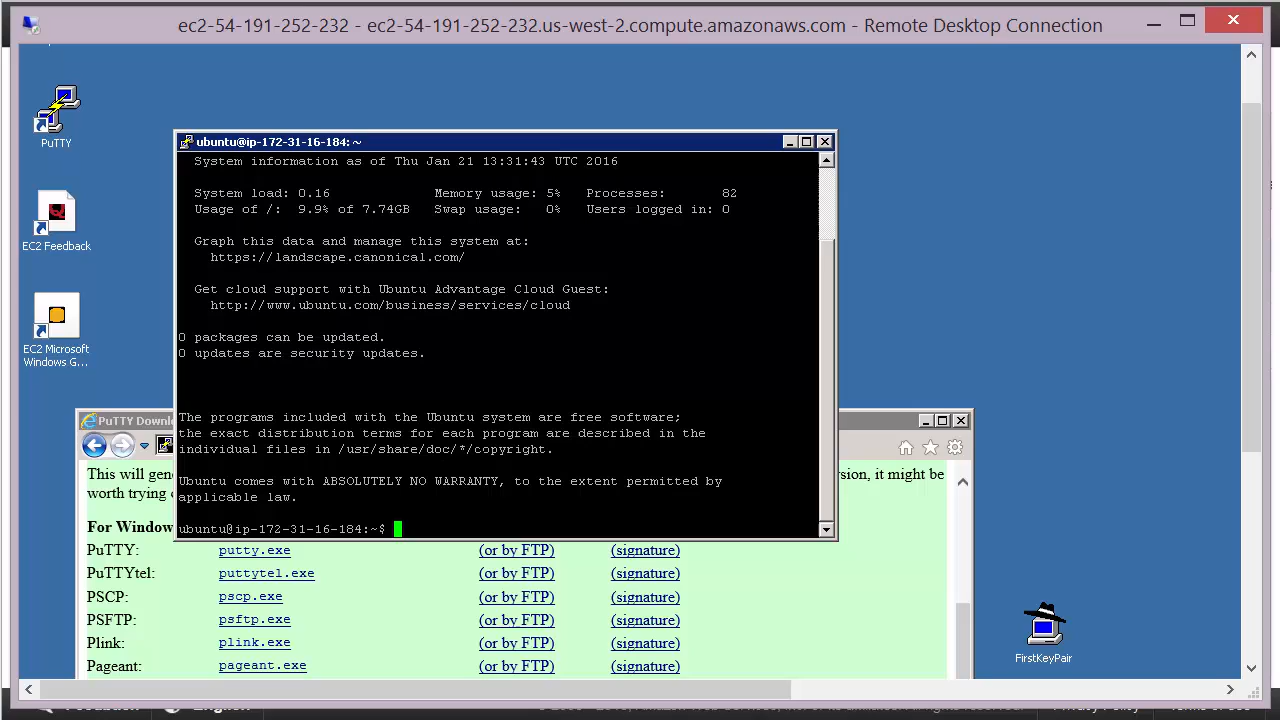 ec2-54-191-252-232 - ec2-54-191-252-232.us-west-2.compute.amazonaws.com - Remote Desktop Connection
PuTTY
EC2 Feedback
EC2 Microsoft
Windows G...
ubuntu@ip-172-31-16-184: ~
System information as of Thu Jan 21 13:31:43 UTC 2016
System load: 0.16 Memory usage: 5% Processes: 82
Usage of /: 9.9% of 7.74GB Swap usage: 0% Users logged in: 0
Graph this data and manage this system at:
https://landscape.canonical.com/
Get cloud support with Ubuntu Advantage Cloud Guest:
http://www.ubuntu.com/business/services/cloud
0 packages can be updated.
0 updates are security updates.
The programs included with the Ubuntu system are free software;
the exact distribution terms for each program are described in the
individual files in /usr/share/doc/*/copyright.
Ubuntu comes with ABSOLUTELY NO WARRANTY, to the extent permitted by
applicable law.
ubuntu@ip-172-31-16-184:~$
PuTTY Downl
This will gene rsion, it might be
worth trying
For Window
PuTTY: putty.exe (or by FTP) (signature)
PuTTYtel: puttytel.exe (or by FTP) (signature)
PSCP: pscp.exe (or by FTP) (signature)
PSFTP: psftp.exe (or by FTP) (signature)
Plink: plink.exe (or by FTP) (signature)
Pageant: pageant.exe (or by FTP) (signature)
FirstKeyPair